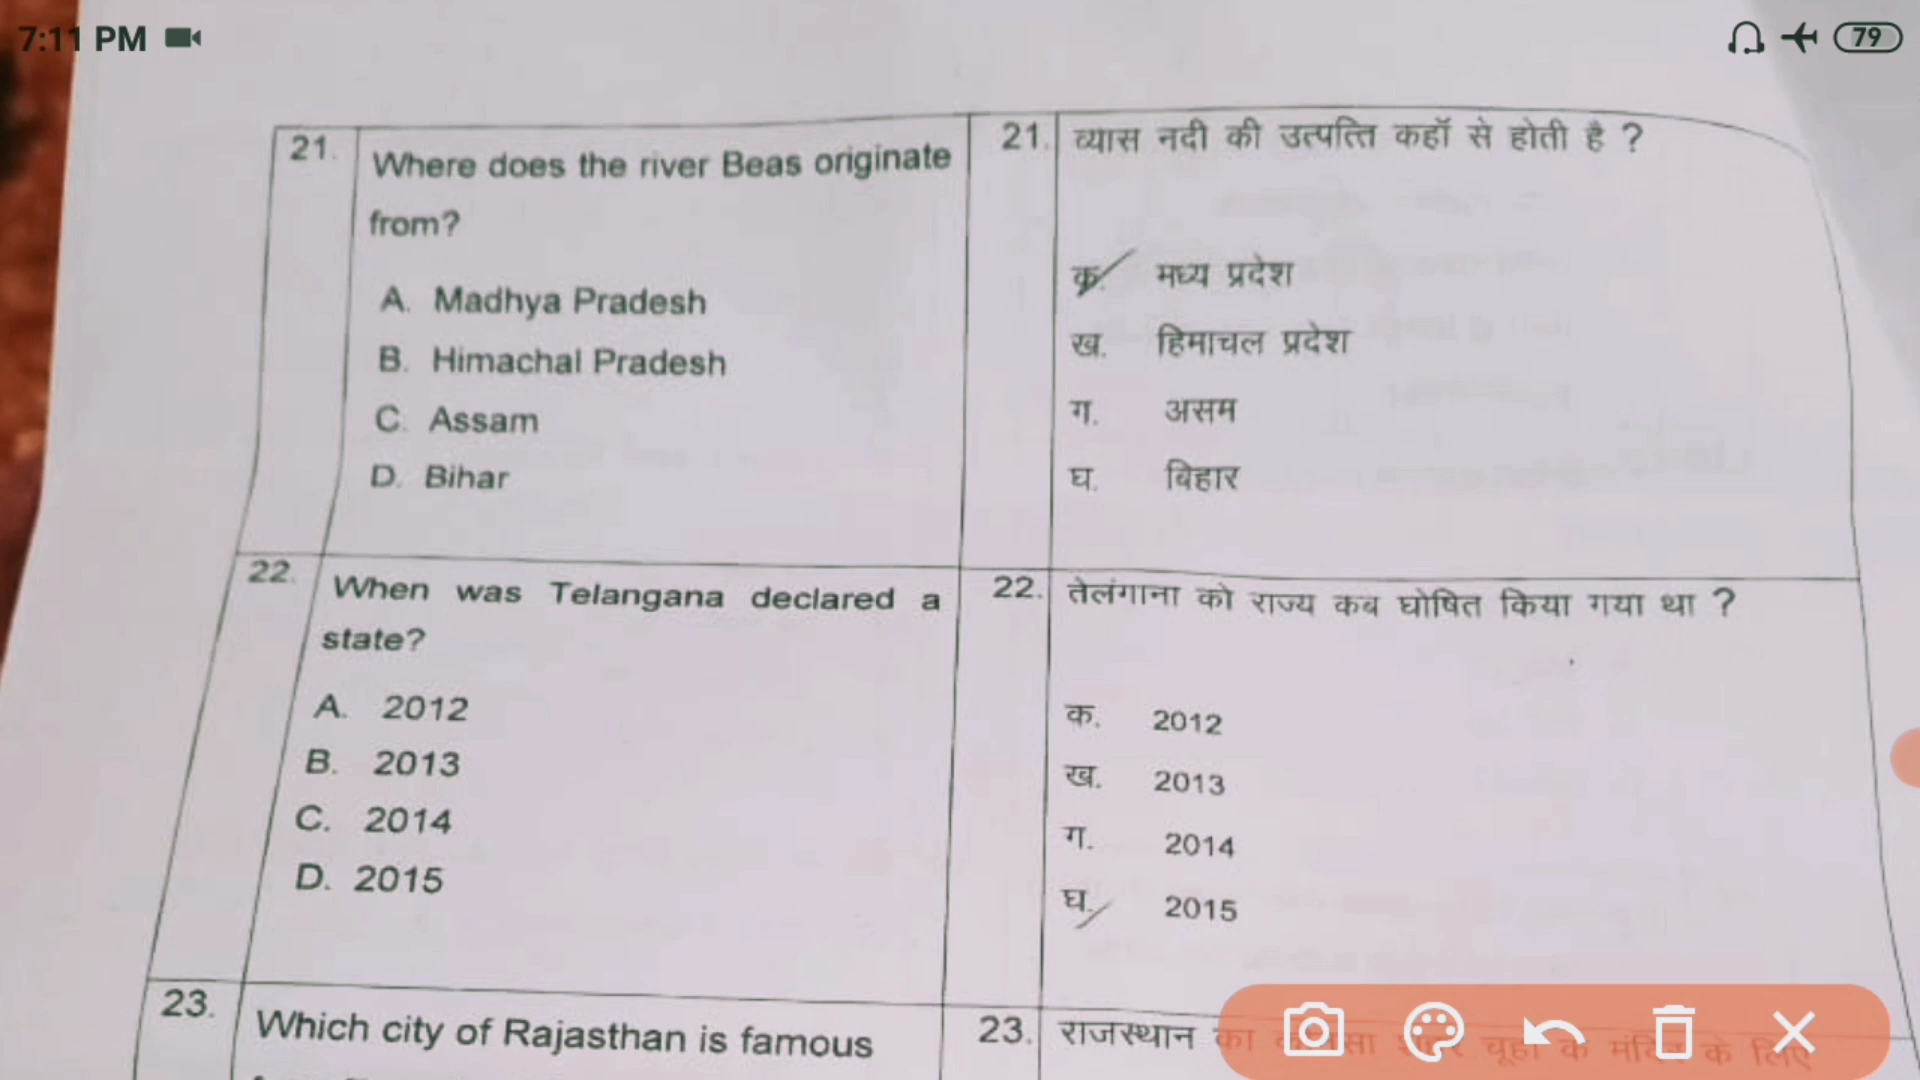 7:11 PM
79
21.
Where does the river Beas originate
from?
A. Madhya Pradesh
B. Himachal Pradesh
C. Assam
D. Bihar
21. व्यास नदी की उत्पत्ति कहॉ से होती है ?
क. मध्य प्रदेश
ख. हिमाचल प्रदेश
ग. असम
घ. बिहार
22.
When was Telangana declared a
state?
A. 2012
B. 2013
C. 2014
D. 2015
22. तेलंगाना को राज्य कब घोषित किया गया था ?
क. 2012
ख. 2013
ग. 2014
घ. 2015
23.
Which city of Rajasthan is famous
23. राजस्थान का शहर चूहों के मंदिर के लिए